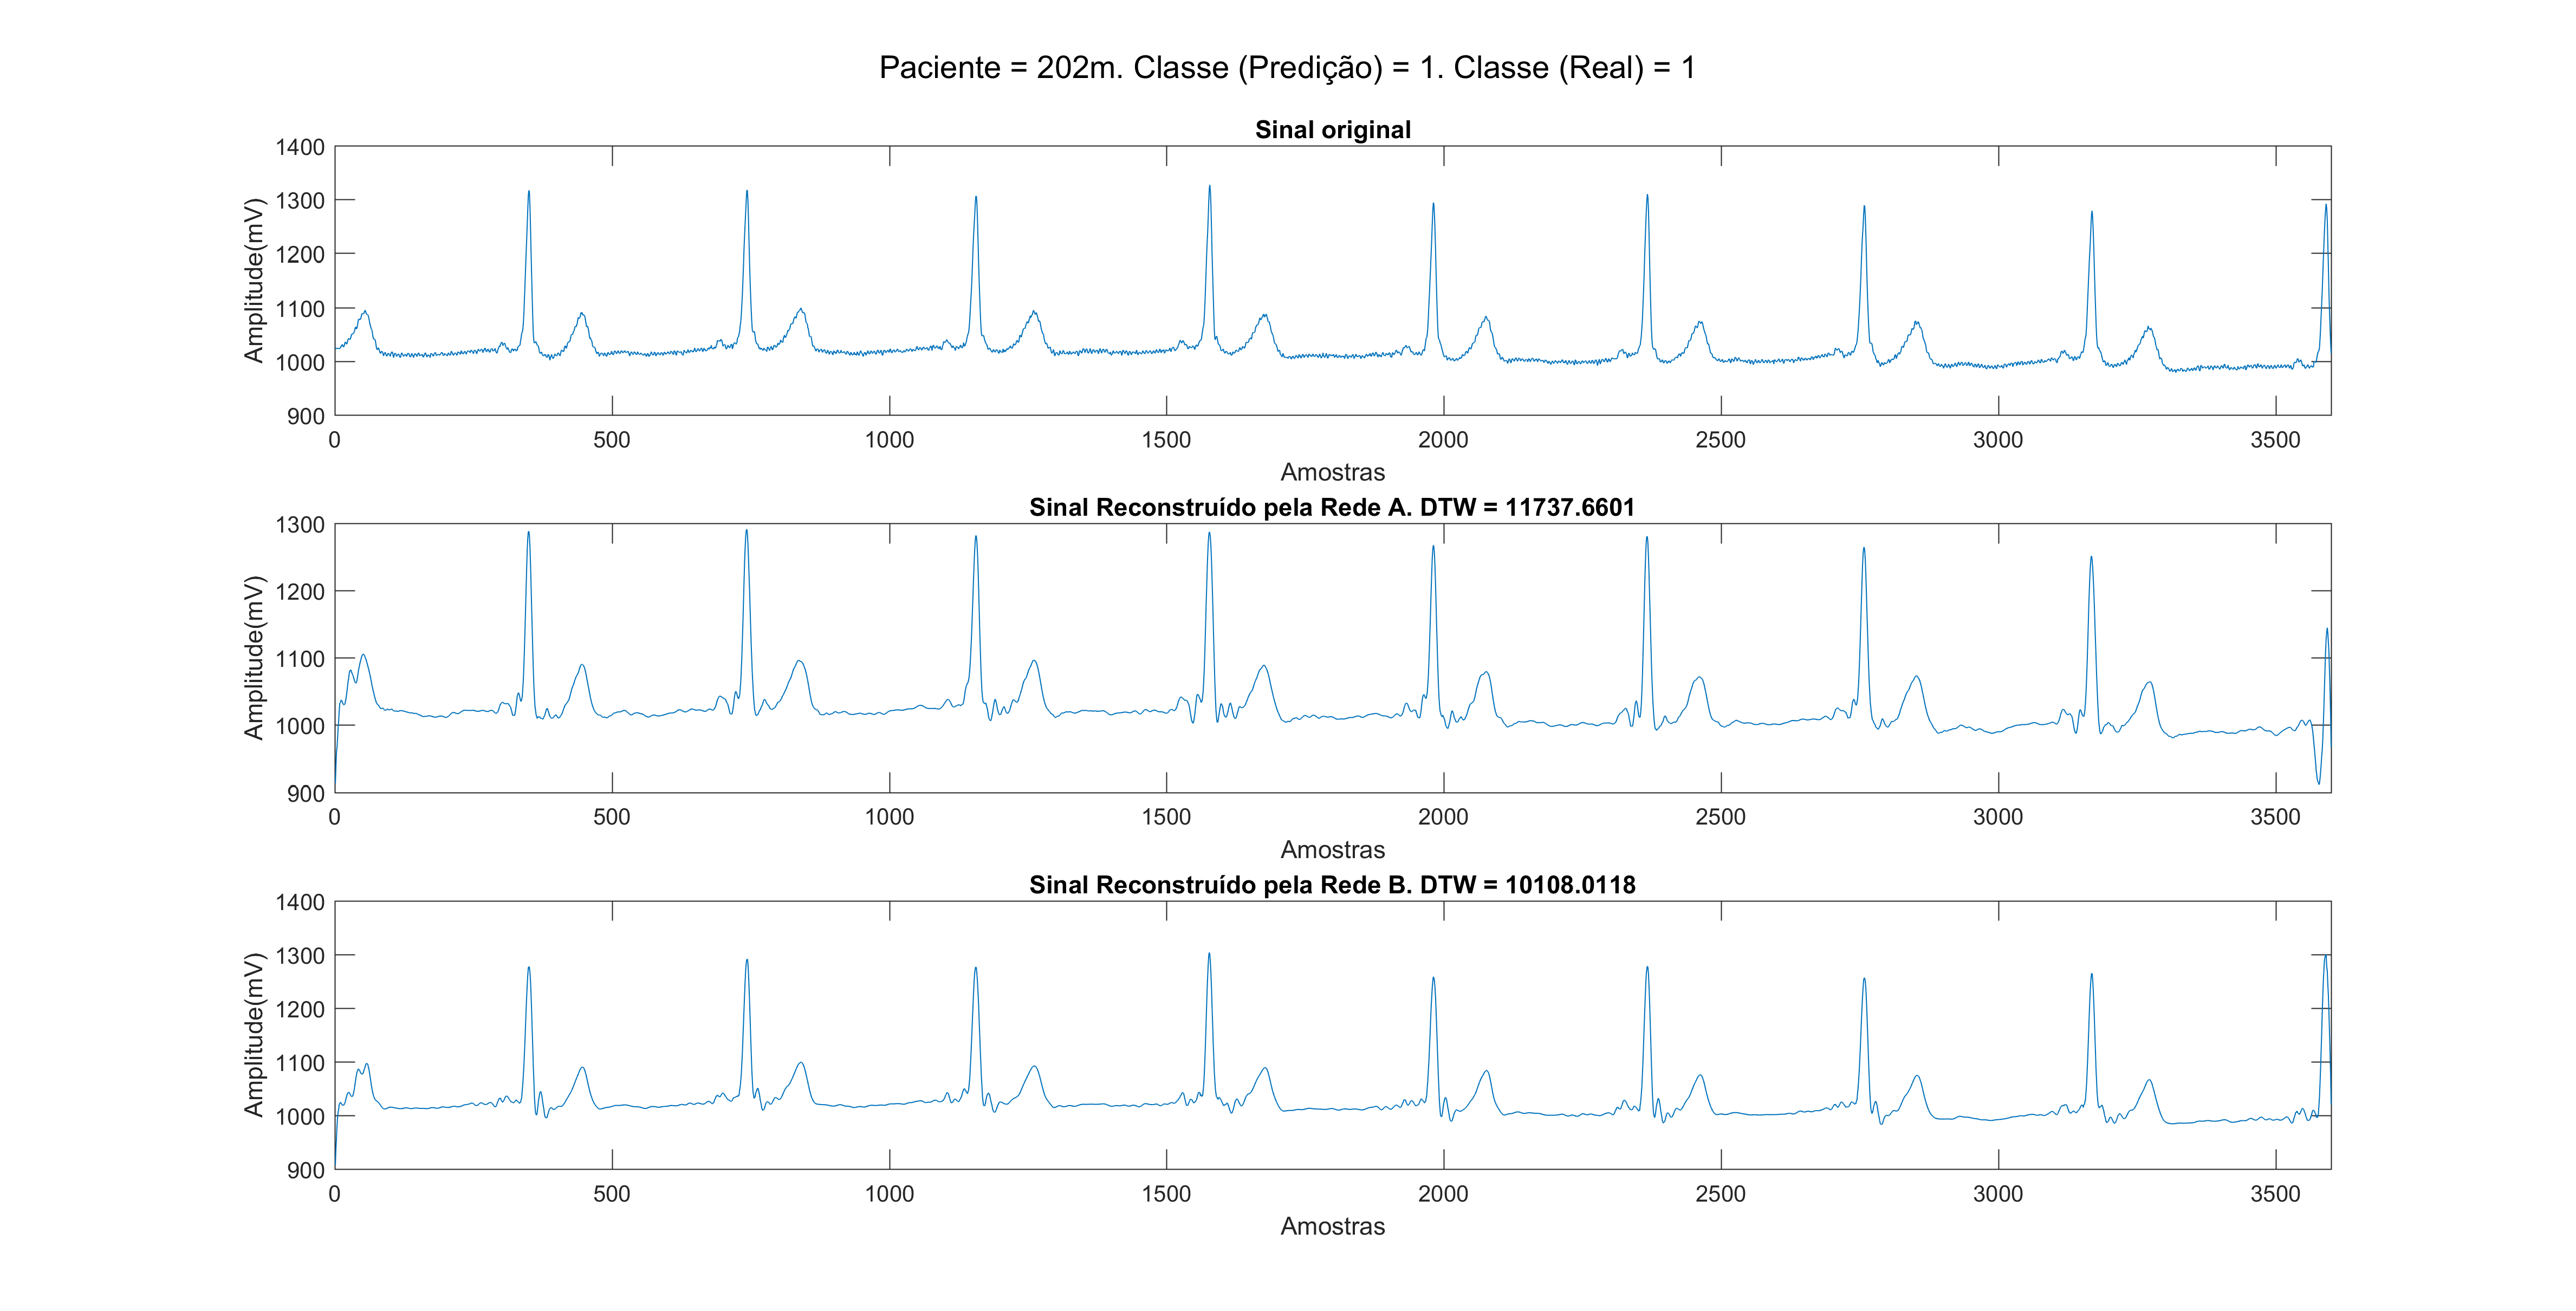 Paciente = 202m. Classe (Predição) = 1. Classe (Real) = 1
Sinal original
1400
1300
1200
1100
1000
900
Amplitude(mV)
0 500 1000 1500 2000 2500 3000 3500
Amostras
Sinal Reconstruído pela Rede A. DTW = 11737.6601
1300
1200
1100
1000
900
Amplitude(mV)
0 500 1000 1500 2000 2500 3000 3500
Amostras
Sinal Reconstruído pela Rede B. DTW = 10108.0118
1400
1300
1200
1100
1000
900
Amplitude(mV)
0 500 1000 1500 2000 2500 3000 3500
Amostras